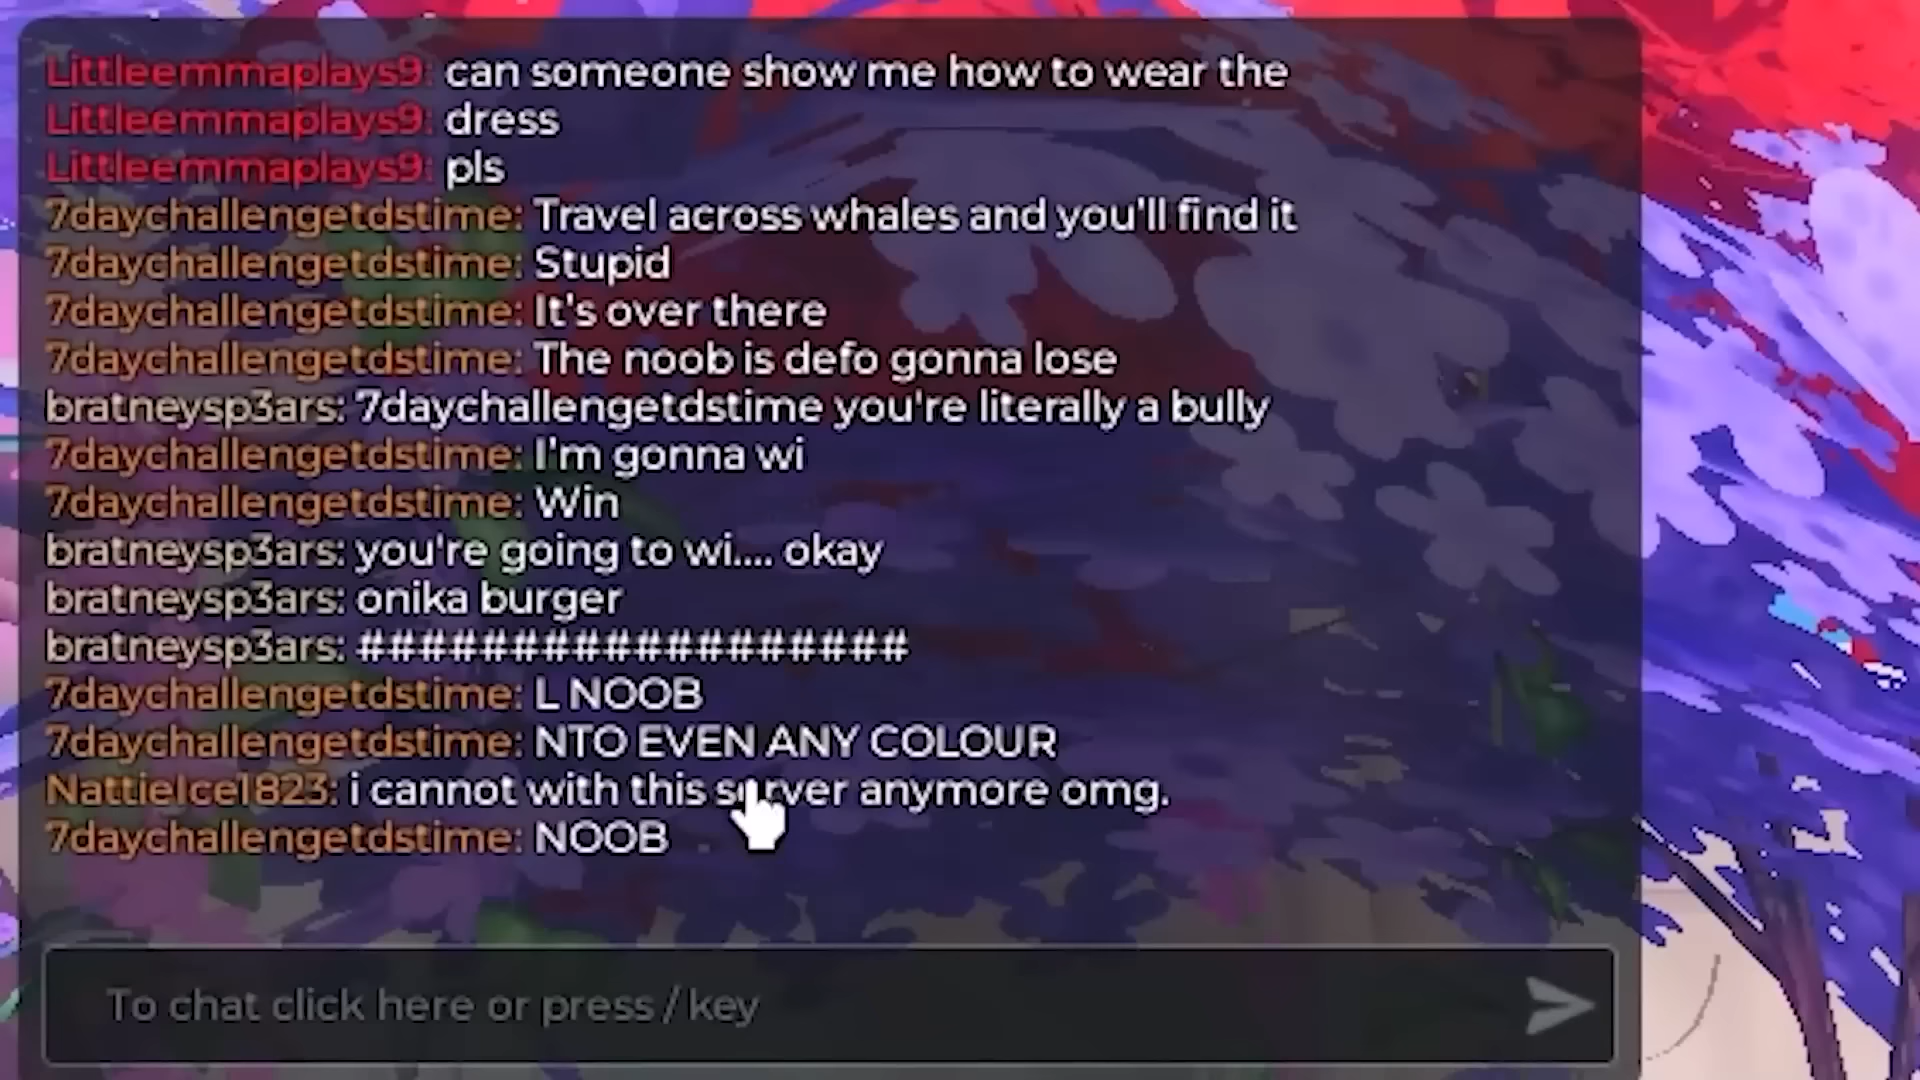 Littleemmaplays9: can someone show me how to wear the
Littleemmaplays9: dress
Littleemmaplays9: pls
7daychallengetdstime: Travel across whales and you'll find it
7daychallengetdstime: Stupid
7daychallengetdstime: It's over there
7daychallengetdstime: The noob is defo gonna lose
bratneysp3ars: 7daychallengetdstime you're literally a bully
7daychallengetdstime: I'm gonna wi
7daychallengetdstime: Win
bratneysp3ars: you're going to wi.... okay
bratneysp3ars: onika burger
bratneysp3ars: ##################
7daychallengetdstime: L NOOB
7daychallengetdstime: NTO EVEN ANY COLOUR
NattieIce1823: i cannot with this server anymore omg.
7daychallengetdstime: NOOB
To chat click here or press / key